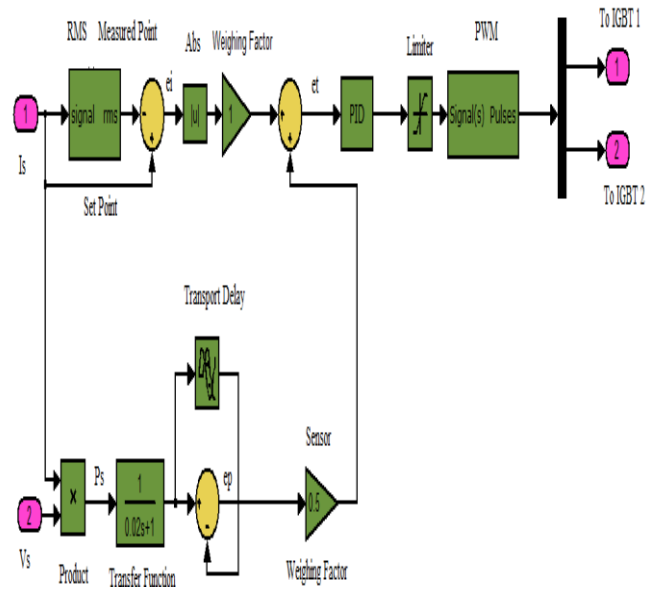 RMS Measured Point
Abs
Weighing Factor
Limiter
PWM
To IGBT 1
1
signal rms
-
+
ei
|u|
1
+
+
et
PID
Signal(s) Pulses
1
2
To IGBT 2
Is
Set Point
Transport Delay
Sensor
Ps
1
0.02s+1
+
-
ep
0.5
×
2
Vs
Product
Transfer Function
Weighing Factor